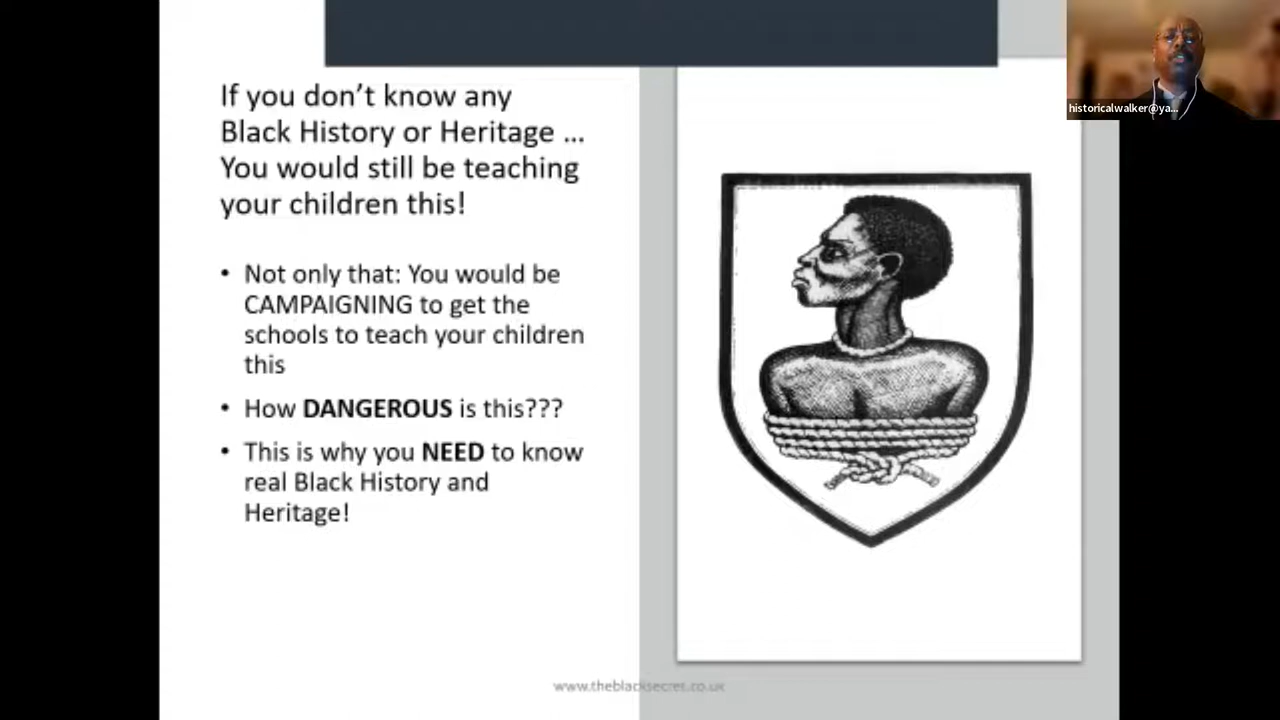 If you don't know any
Black History or Heritage ...
You would still be teaching
your children this!
• Not only that: You would be
CAMPAIGNING to get the
schools to teach your children
this
• How DANGEROUS is this???
• This is why you NEED to know
real Black History and
Heritage!
www.theblacksecret.co.uk
historicalwalker@ya...